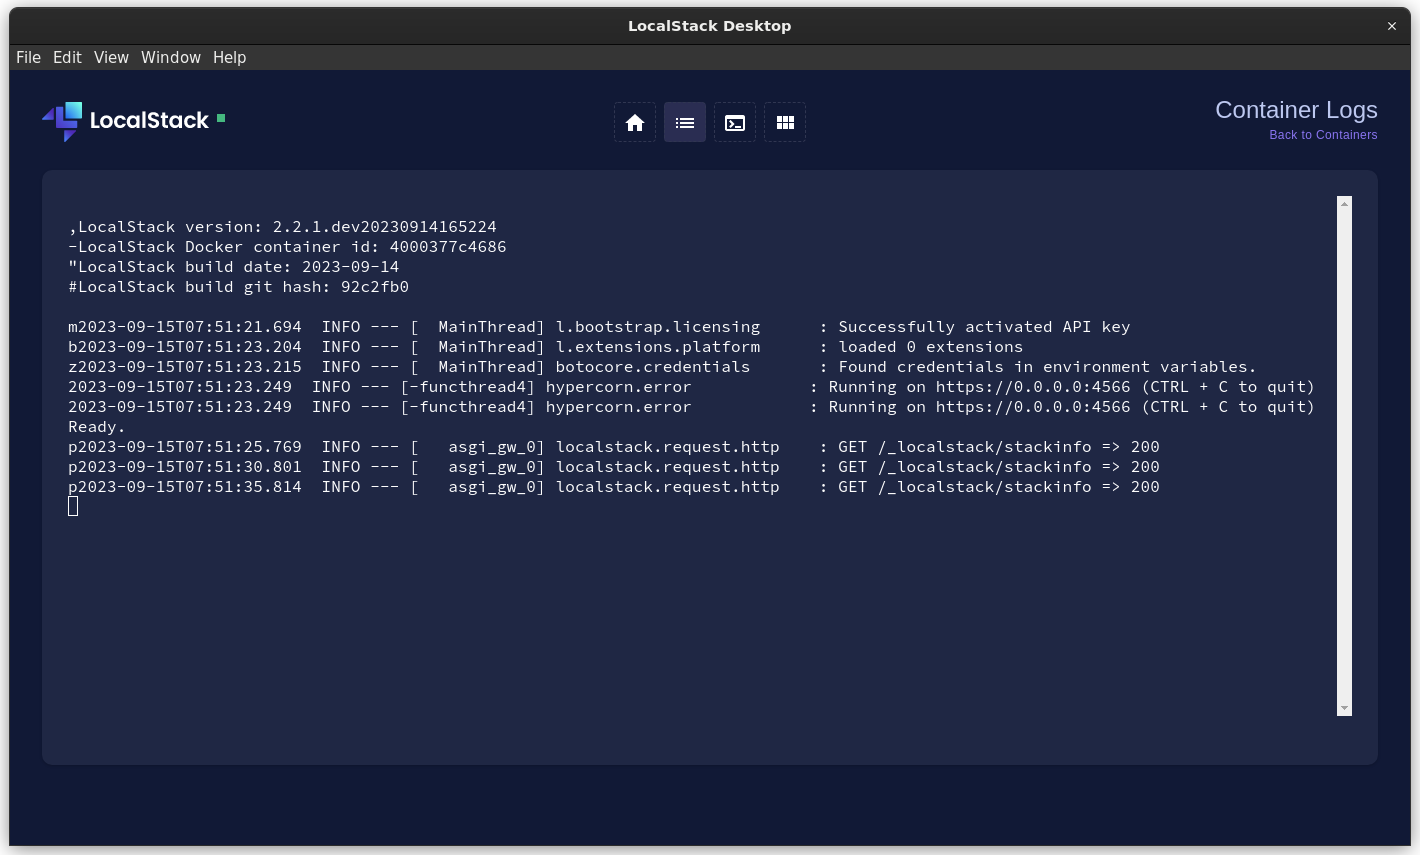 LocalStack Desktop
File Edit View Window Help
LocalStack
Container Logs
Back to Containers
,LocalStack version: 2.2.1.dev20230914165224
-LocalStack Docker container id: 4000377c4686
"LocalStack build date: 2023-09-14
#LocalStack build git hash: 92c2fb0
m2023-09-15T07:51:21.694  INFO --- [  MainThread] l.bootstrap.licensing      : Successfully activated API key
b2023-09-15T07:51:23.204  INFO --- [  MainThread] l.extensions.platform      : loaded 0 extensions
z2023-09-15T07:51:23.215  INFO --- [  MainThread] botocore.credentials       : Found credentials in environment variables.
2023-09-15T07:51:23.249  INFO --- [-functhread4] hypercorn.error            : Running on https://0.0.0.0:4566 (CTRL + C to quit)
2023-09-15T07:51:23.249  INFO --- [-functhread4] hypercorn.error            : Running on https://0.0.0.0:4566 (CTRL + C to quit)
Ready.
p2023-09-15T07:51:25.769  INFO --- [   asgi_gw_0] localstack.request.http    : GET /_localstack/stackinfo => 200
p2023-09-15T07:51:30.801  INFO --- [   asgi_gw_0] localstack.request.http    : GET /_localstack/stackinfo => 200
p2023-09-15T07:51:35.814  INFO --- [   asgi_gw_0] localstack.request.http    : GET /_localstack/stackinfo => 200